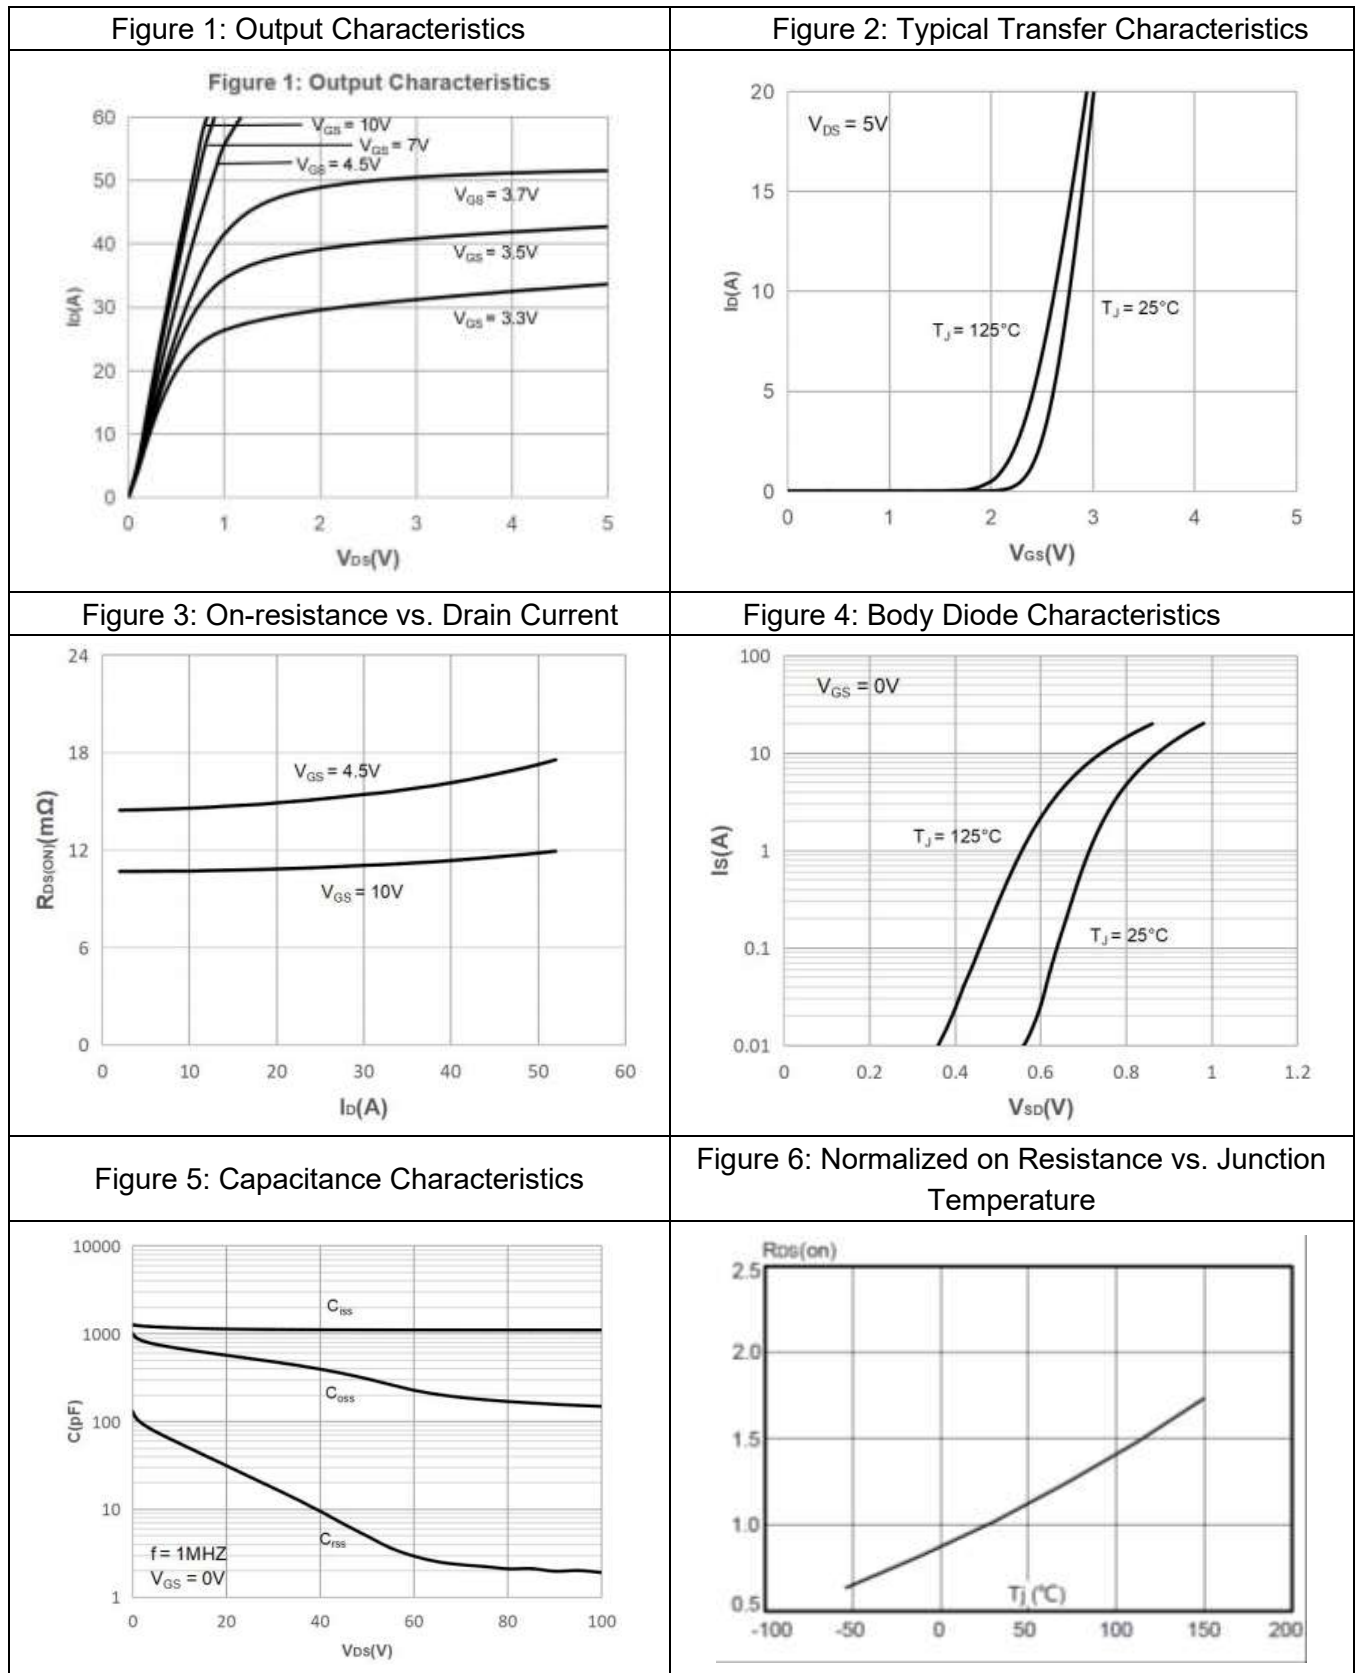 Figure 1: Output Characteristics
Figure 2: Typical Transfer Characteristics
Figure 1: Output Characteristics
60
50
40
30
20
10
0
ID(A)
VGS = 10V
VGS = 7V
VGS = 4.5V
VGS = 3.7V
VGS = 3.5V
VGS = 3.3V
0 1 2 3 4 5
VDS(V)
20
15
10
5
0
ID(A)
VDS = 5V
TJ = 125°C
TJ = 25°C
0 1 2 3 4 5
VGS(V)
Figure 3: On-resistance vs. Drain Current
Figure 4: Body Diode Characteristics
24
18
12
6
0
RDS(ON)(mΩ)
VGS = 4.5V
VGS = 10V
0 10 20 30 40 50 60
ID(A)
100
10
1
0.1
0.01
IS(A)
VGS = 0V
TJ = 125°C
TJ = 25°C
0 0.2 0.4 0.6 0.8 1 1.2
VSD(V)
Figure 5: Capacitance Characteristics
Figure 6: Normalized on Resistance vs. Junction
Temperature
10000
1000
100
10
1
C(pF)
Ciss
Coss
Crss
f = 1MHZ
VGS = 0V
0 20 40 60 80 100
VDS(V)
RDS(on)
2.5
2.0
1.5
1.0
0.5
Tj (℃)
-100 -50 0 50 100 150 200